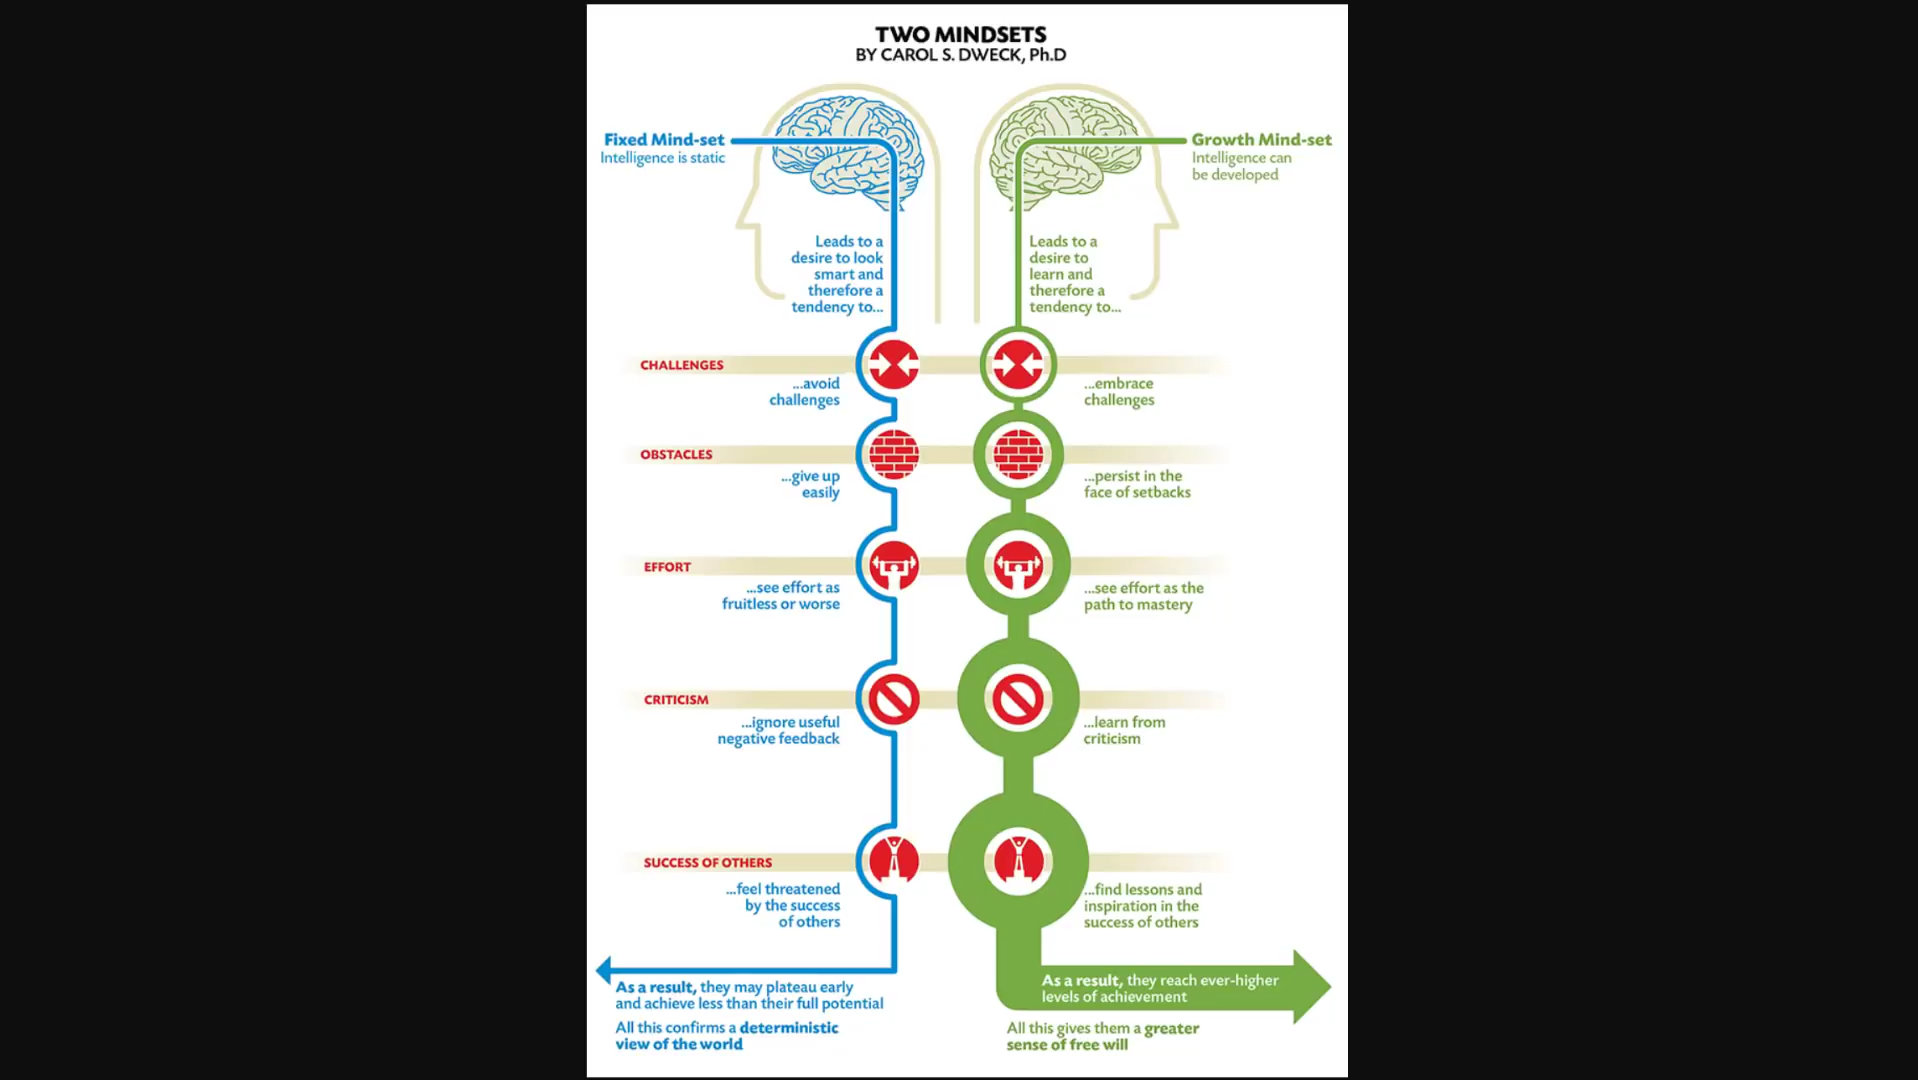 TWO MINDSETS
BY CAROL S. DWECK, Ph.D
Fixed Mind-set
Intelligence is static
Growth Mind-set
Intelligence can
be developed
Leads to a
desire to look
smart and
therefore a
tendency to...
Leads to a
desire to
learn and
therefore a
tendency to...
CHALLENGES
...avoid
challenges
...embrace
challenges
OBSTACLES
...give up
easily
...persist in the
face of setbacks
EFFORT
...see effort as
fruitless or worse
...see effort as the
path to mastery
CRITICISM
...ignore useful
negative feedback
...learn from
criticism
SUCCESS OF OTHERS
...feel threatened
by the success
of others
...find lessons and
inspiration in the
success of others
As a result, they may plateau early
and achieve less than their full potential
All this confirms a deterministic
view of the world
As a result, they reach ever-higher
levels of achievement
All this gives them a greater
sense of free will